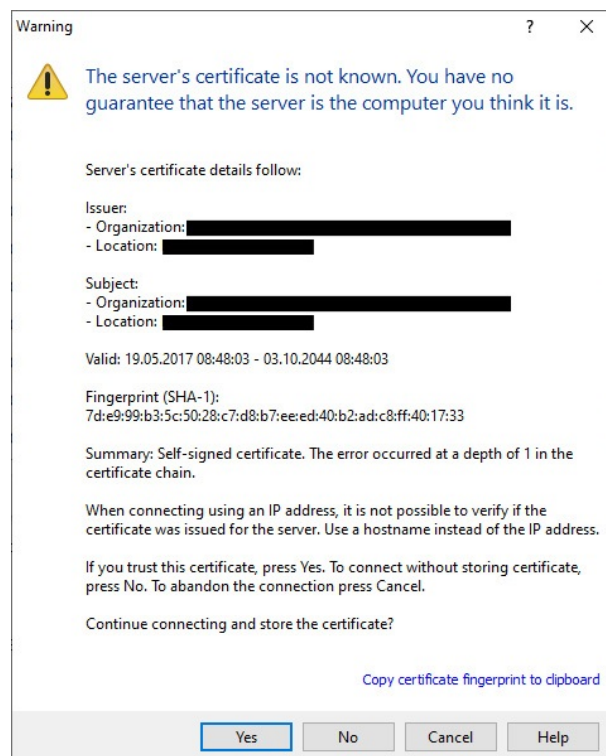 Warning
?
The server's certificate is not known. You have no
guarantee that the server is the computer you think it is.
Server's certificate details follow:
Issuer:
- Organization:
- Location:
Subject:
- Organization:
- Location:
Valid: 19.05.2017 08:48:03 - 03.10.2044 08:48:03
Fingerprint (SHA-1):
7d:e9:99:b3:5c:50:28:c7:d8:b7:ee:ed:40:b2:ad:c8:ff:40:17:33
Summary: Self-signed certificate. The error occurred at a depth of 1 in the
certificate chain.
When connecting using an IP address, it is not possible to verify if the
certificate was issued for the server. Use a hostname instead of the IP address.
If you trust this certificate, press Yes. To connect without storing certificate,
press No. To abandon the connection press Cancel.
Continue connecting and store the certificate?
Copy certificate fingerprint to clipboard
Yes
No
Cancel
Help